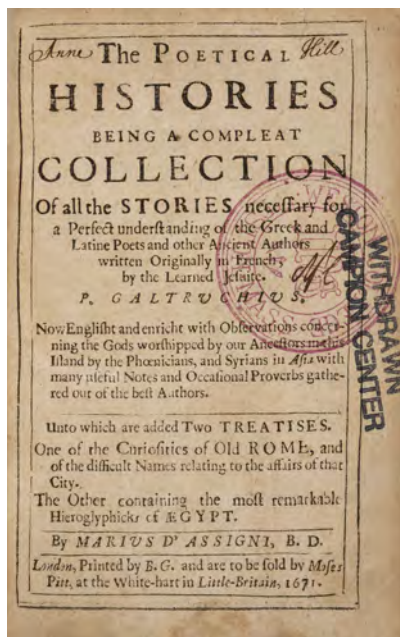 Anne The POETICAL Hill
HISTORIES
BEING A COMPLEAT
COLLECTION
Of all the STORIES neceſſary for
a Perfect underſtanding of the Greek and
Latine Poets and other Ancient Authors
written Originally in French,
by the Learned Jeſuite.
P. GALTRVCHIVS.
Now Engliſht and enricht with Obſervations concer-
ning the Gods worſhipped by our Anceſtors in this
Iſland by the Phœnicians, and Syrians in Aſia with
many uſeful Notes and Occaſional Proverbs gathe-
red out of the beſt Authors.
Unto which are added Two TREATISES.
One of the Curioſities of Old ROME, and
of the difficult Names relating to the affairs of that
City.
The Other containing the moſt remarkable
Hieroglyphicks of ÆGYPT.
By MARIVS D' ASSIGNI, B. D.
London, Printed by B. G. and are to be ſold by Moſes
Pitt, at the White-hart in Little-Britain, 1671.
WITHDRAWN
CAMPION CENTER